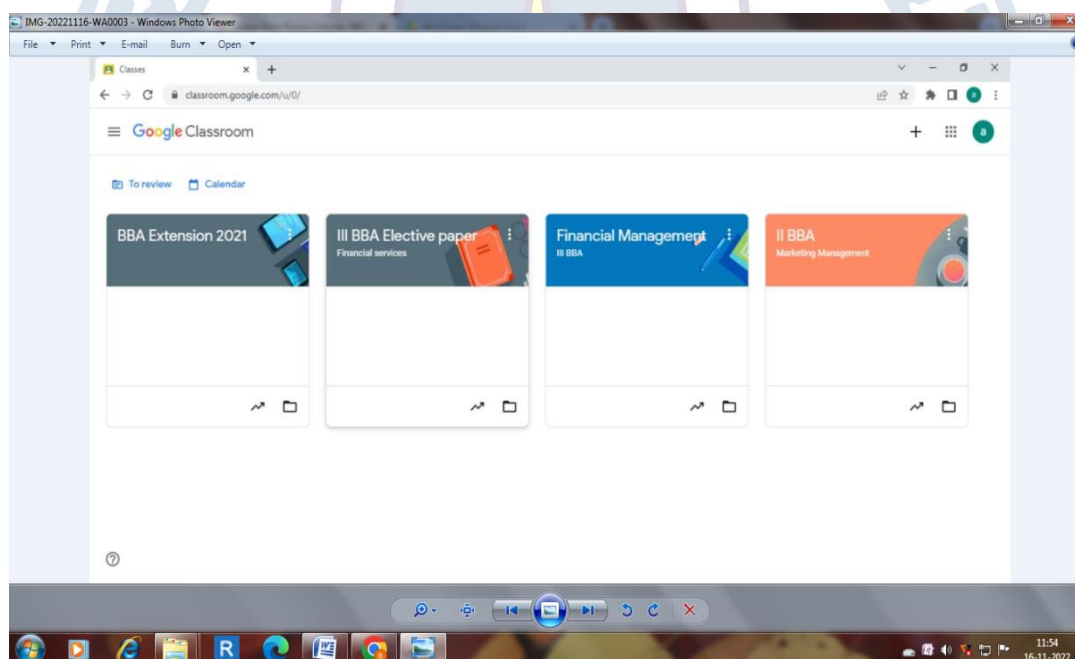 IMG-20221116-WA0003 - Windows Photo Viewer
File Print E-mail Burn Open
Classes
classroom.google.com/u/0/
a
Google Classroom
a
To review Calendar
BBA Extension 2021
III BBA Elective paper
Financial services
Financial Management
III BBA
II BBA
Marketing Management
R
W
11:54
16-11-2022